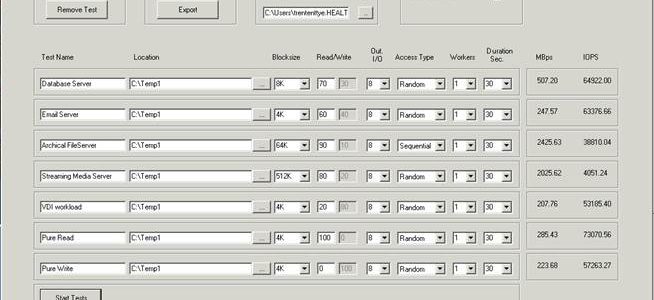 Remove Test Export C:\Users\trententtye.HEALT ...
Test Name Location Blocksize Read/Write Out. I/O Access Type Workers Duration Sec. MBps IOPS
Database Server C:\Temp1 ... 8K 70 30 8 Random 1 30 507.20 64922.00
Email Server C:\Temp1 ... 4K 60 40 8 Random 1 30 247.57 63376.66
Archical FileServer C:\Temp1 ... 64K 90 10 8 Sequential 1 30 2425.63 38810.04
Streaming Media Server C:\Temp1 ... 512K 80 20 8 Random 1 30 2025.62 4051.24
VDI workload C:\Temp1 ... 4K 20 80 8 Random 1 30 207.76 53185.40
Pure Read C:\Temp1 ... 4K 100 0 8 Random 1 30 285.43 73070.56
Pure Write C:\Temp1 ... 4K 0 100 8 Random 1 30 223.68 57263.27
Start Tests